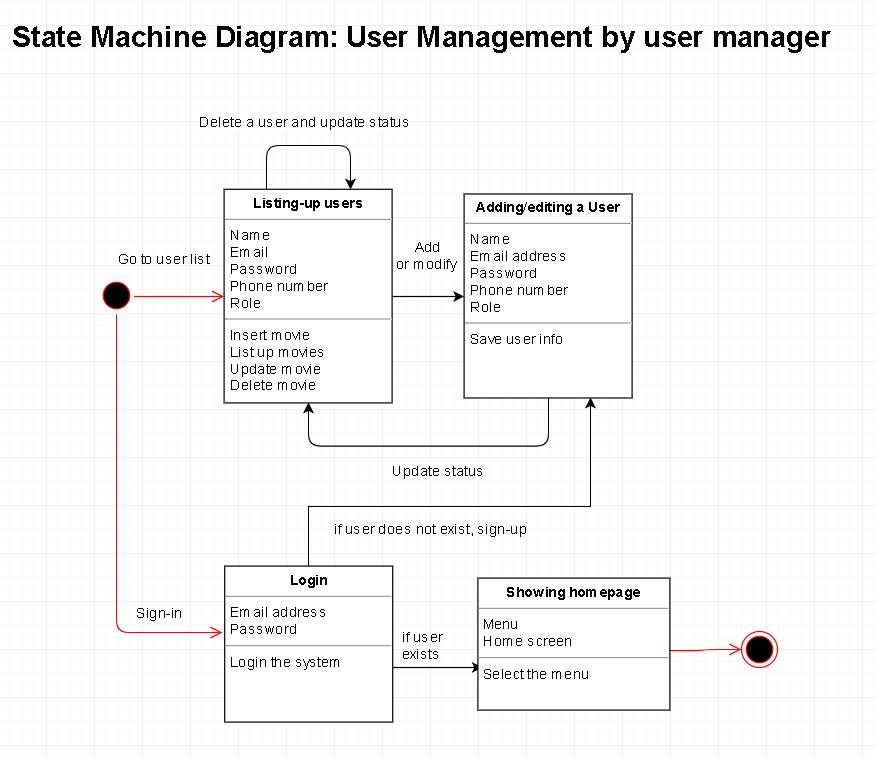 State Machine Diagram: User Management by user manager
Delete a user and update status
Listing-up users
Name
Email
Password
Phone number
Role
Insert movie
List up movies
Update movie
Delete movie
Go to user list
Add
or modify
Adding/editing a User
Name
Email address
Password
Phone number
Role
Save user info
Update status
if user does not exist, sign-up
Sign-in
Login
Email address
Password
Login the system
if user
exists
Showing homepage
Menu
Home screen
Select the menu